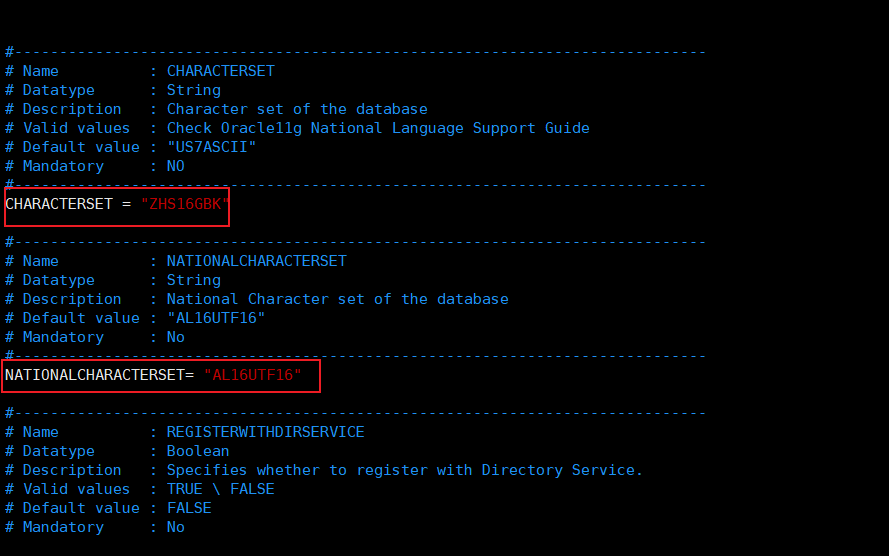 #-----------------------------------------------------------------------------
# Name          : CHARACTERSET
# Datatype      : String
# Description   : Character set of the database
# Valid values  : Check Oracle11g National Language Support Guide
# Default value : "US7ASCII"
# Mandatory     : NO
#-----------------------------------------------------------------------------
CHARACTERSET = "ZHS16GBK"
#-----------------------------------------------------------------------------
# Name          : NATIONALCHARACTERSET
# Datatype      : String
# Description   : National Character set of the database
# Default value : "AL16UTF16"
# Mandatory     : No
#-----------------------------------------------------------------------------
NATIONALCHARACTERSET= "AL16UTF16"
#-----------------------------------------------------------------------------
# Name          : REGISTERWITHDIRSERVICE
# Datatype      : Boolean
# Description   : Specifies whether to register with Directory Service.
# Valid values  : TRUE \ FALSE
# Default value : FALSE
# Mandatory     : No